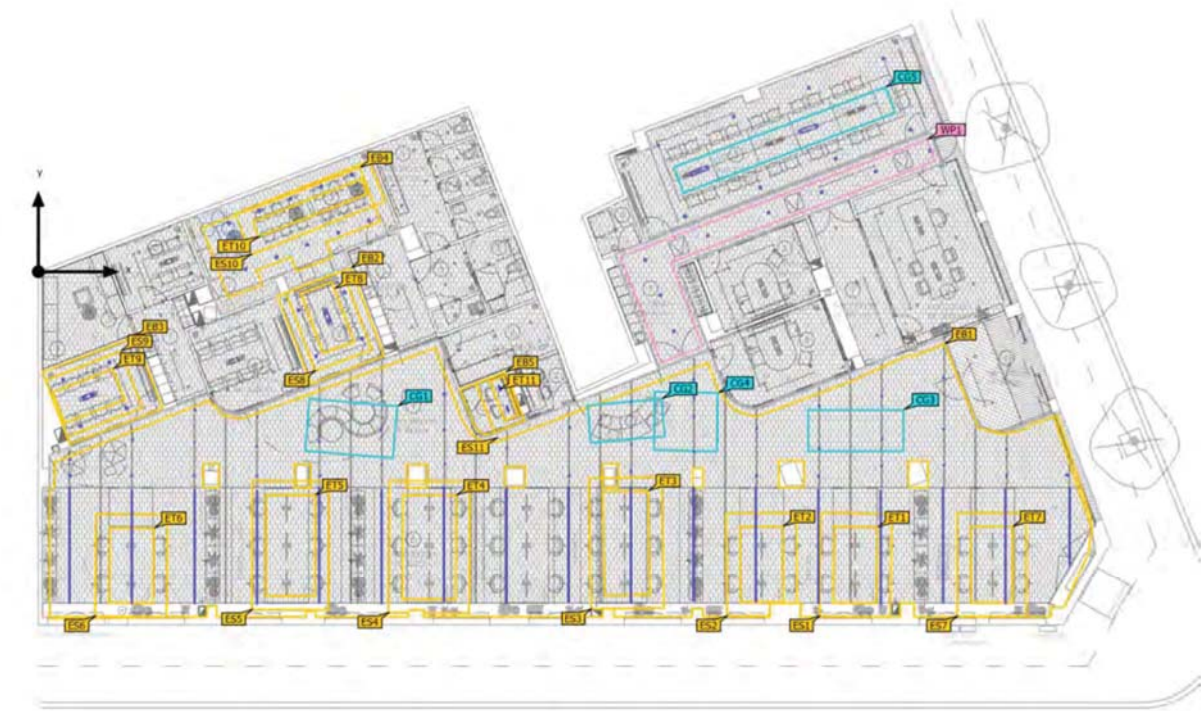 CG5
WP1
EB4
Y
ET10
ES10
EB2
ET8
EB3
ES9
ET9
EB1
EB5
ES8
ET11
CG4
CG2
CG1
CG3
ES11
ET3
ET5
ET4
ET6
ET2
ET1
ET7
ES5
ES3
ES4
ES6
ES2
ES1
ES7